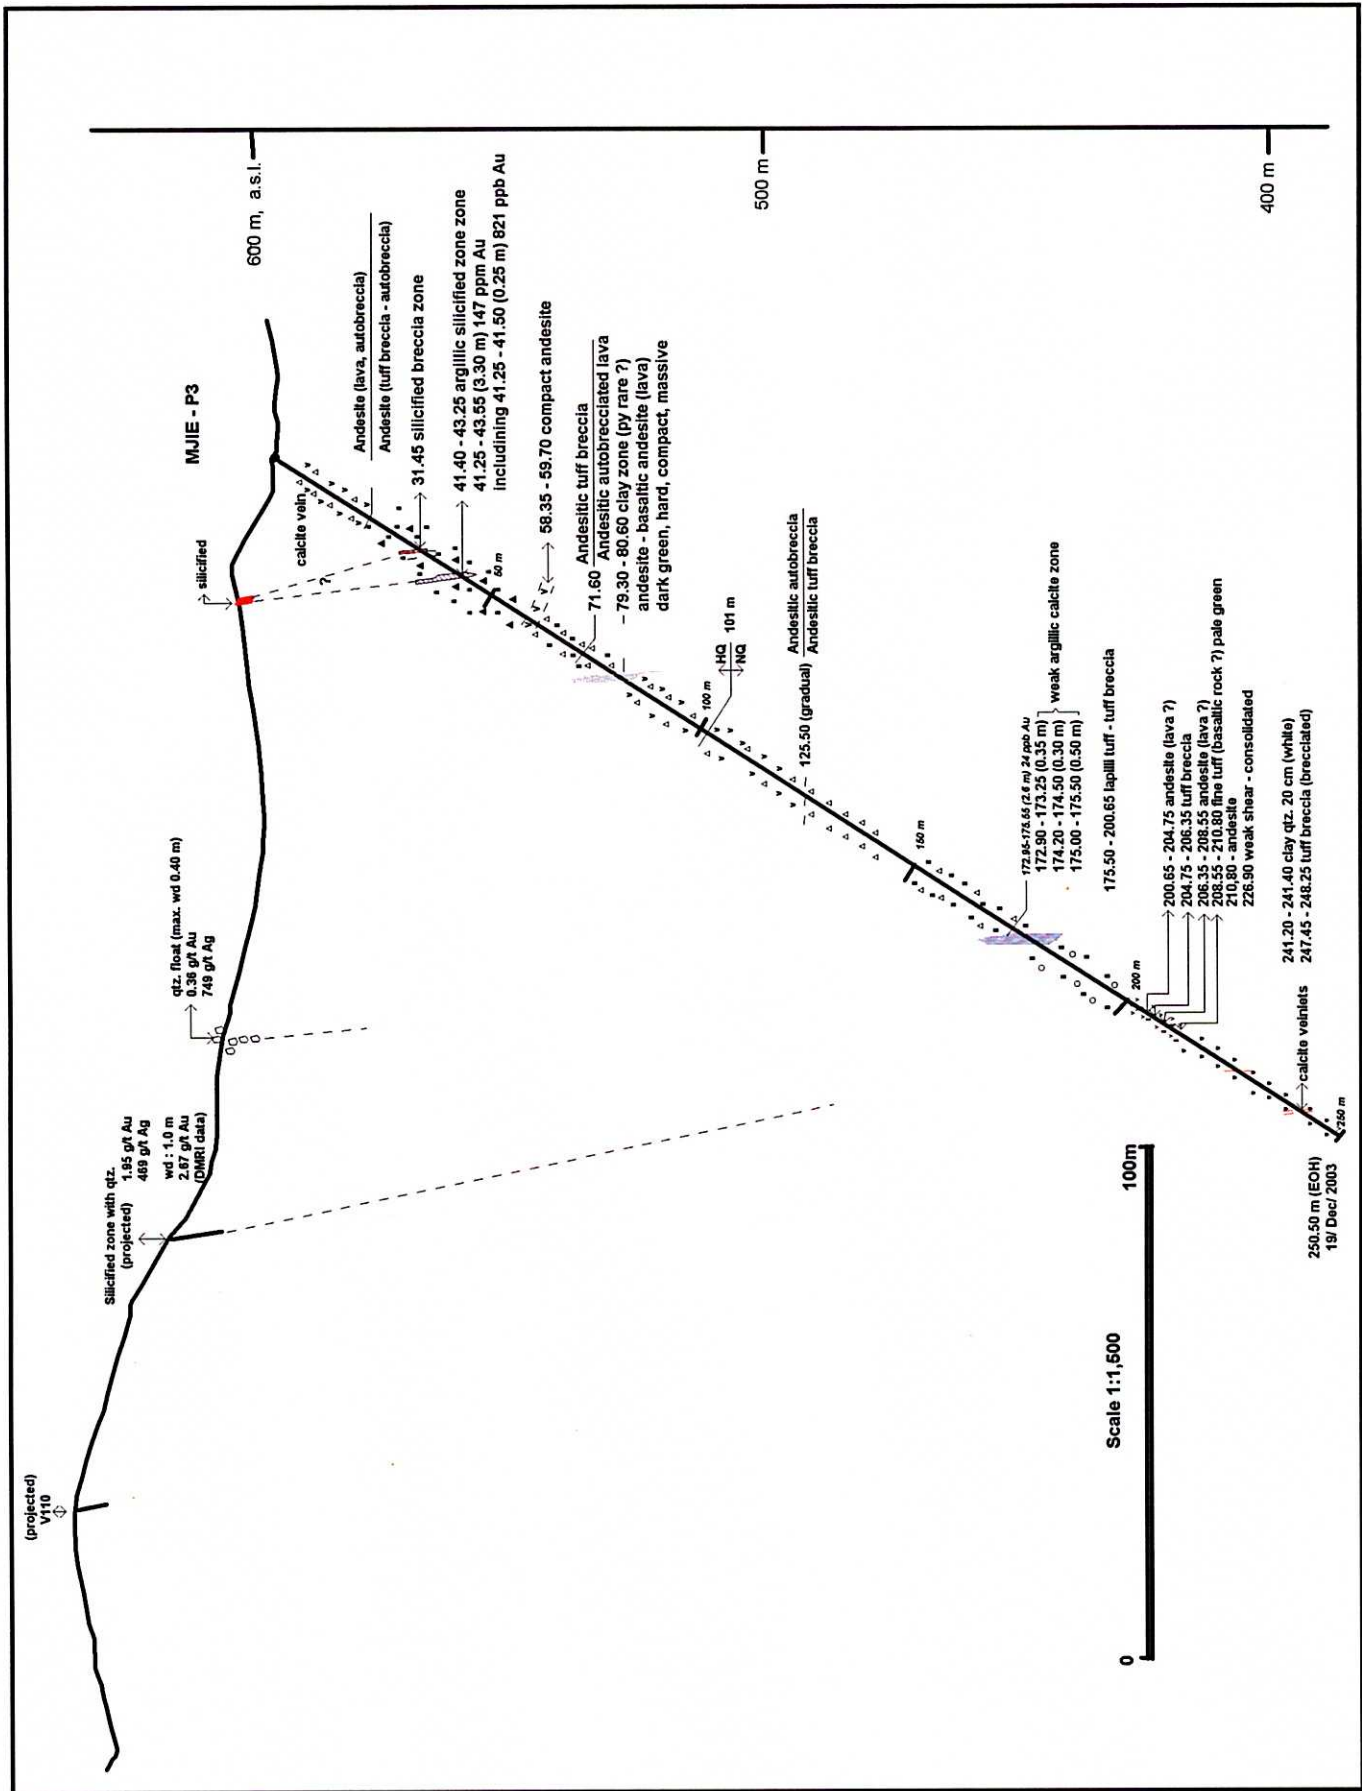 (projected)
V110
Silicified zone with qtz.
(projected)
1.95 g/t Au
469 g/t Ag
wd : 1.0 m
2.67 g/t Au
(DMRI data)
qtz. float (max. wd 0.40 m)
0.36 g/t Au
749 g/t Ag
silicified
MJIE - P3
calcite vein
?
600 m, a.s.l.
500 m
400 m
Andesite (lava, autobreccia)
Andesite (tuff breccia - autobreccia)
31.45 silicified breccia zone
41.40 - 43.25 argillic silicified zone zone
41.25 - 43.55 (3.30 m) 147 ppm Au
includining 41.25 - 41.50 (0.25 m) 821 ppb Au
50 m
58.35 - 59.70 compact andesite
Andesitic tuff breccia
71.60
Andesitic autobrecciated lava
79.30 - 80.60 clay zone (py rare ?)
andesite - basaltic andesite (lava)
dark green, hard, compact, massive
100 m
HQ
NQ
101 m
125.50 (gradual)
Andesitic autobreccia
Andesitic tuff breccia
150 m
172.95-175.55 (2.6 m) 24 ppb Au
172.90 - 173.25 (0.35 m)
174.20 - 174.50 (0.30 m)
175.00 - 175.50 (0.50 m)
weak argillic calcite zone
175.50 - 200.65 lapilli tuff - tuff breccia
200 m
200.65 - 204.75 andesite (lava ?)
204.75 - 206.35 tuff breccia
206.35 - 208.55 andesite (lava ?)
208.55 - 210.80 fine tuff (basaltic rock ?) pale green
210,80 - andesite
226.90 weak shear - consolidated
241.20 - 241.40 clay qtz. 20 cm (white)
247.45 - 248.25 tuff breccia (brecciated)
calcite veinlets
250 m
250.50 m (EOH)
19/ Dec/ 2003
Scale 1:1,500
0
100m